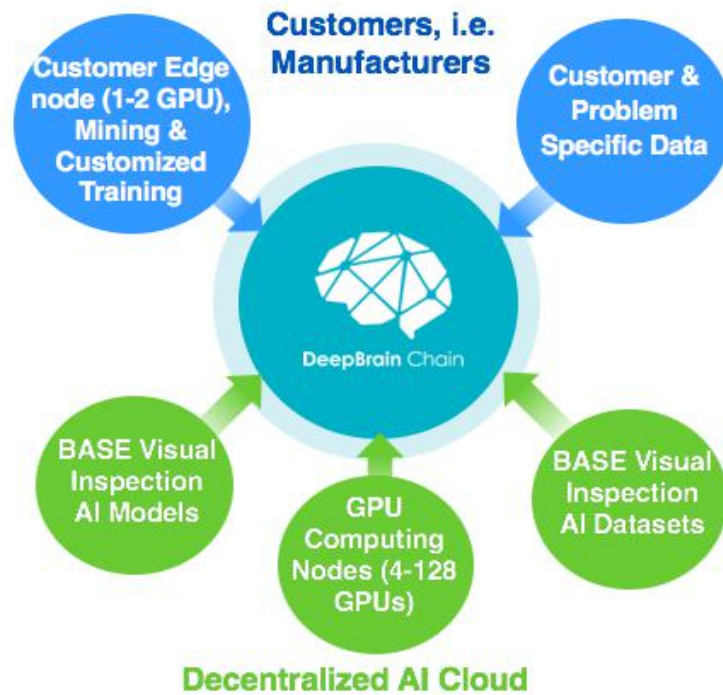 Customers, i.e.
Manufacturers
Customer Edge
node (1-2 GPU),
Mining &
Customized
Training
Customer &
Problem
Specific Data
DeepBrain Chain
BASE Visual
Inspection
AI Models
GPU
Computing
Nodes (4-128
GPUs)
BASE Visual
Inspection
AI Datasets
Decentralized AI Cloud